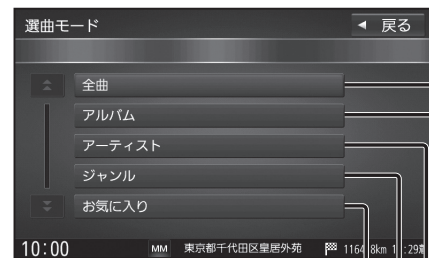 選曲モード
戻る
全曲
アルバム
アーティスト
ジャンル
お気に入り
10:00 MM 東京都千代田区皇居外苑